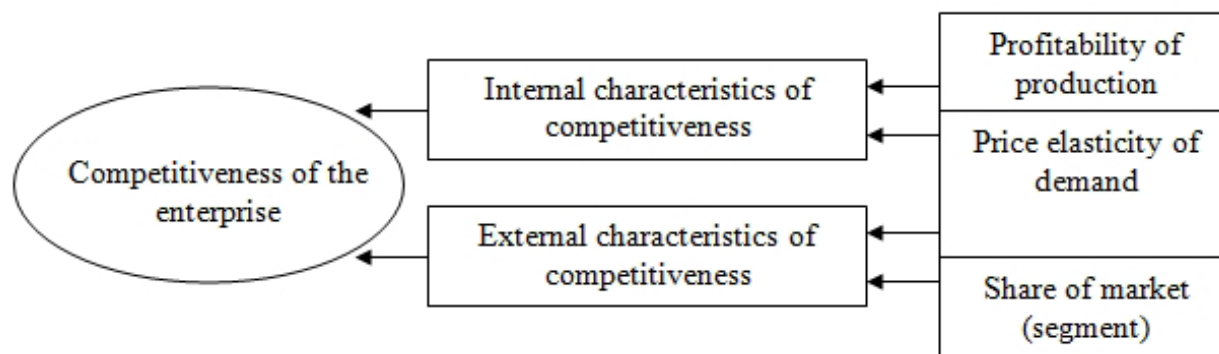 Competitiveness of the
enterprise
Internal characteristics of
competitiveness
External characteristics of
competitiveness
Profitability of
production
Price elasticity of
demand
Share of market
(segment)